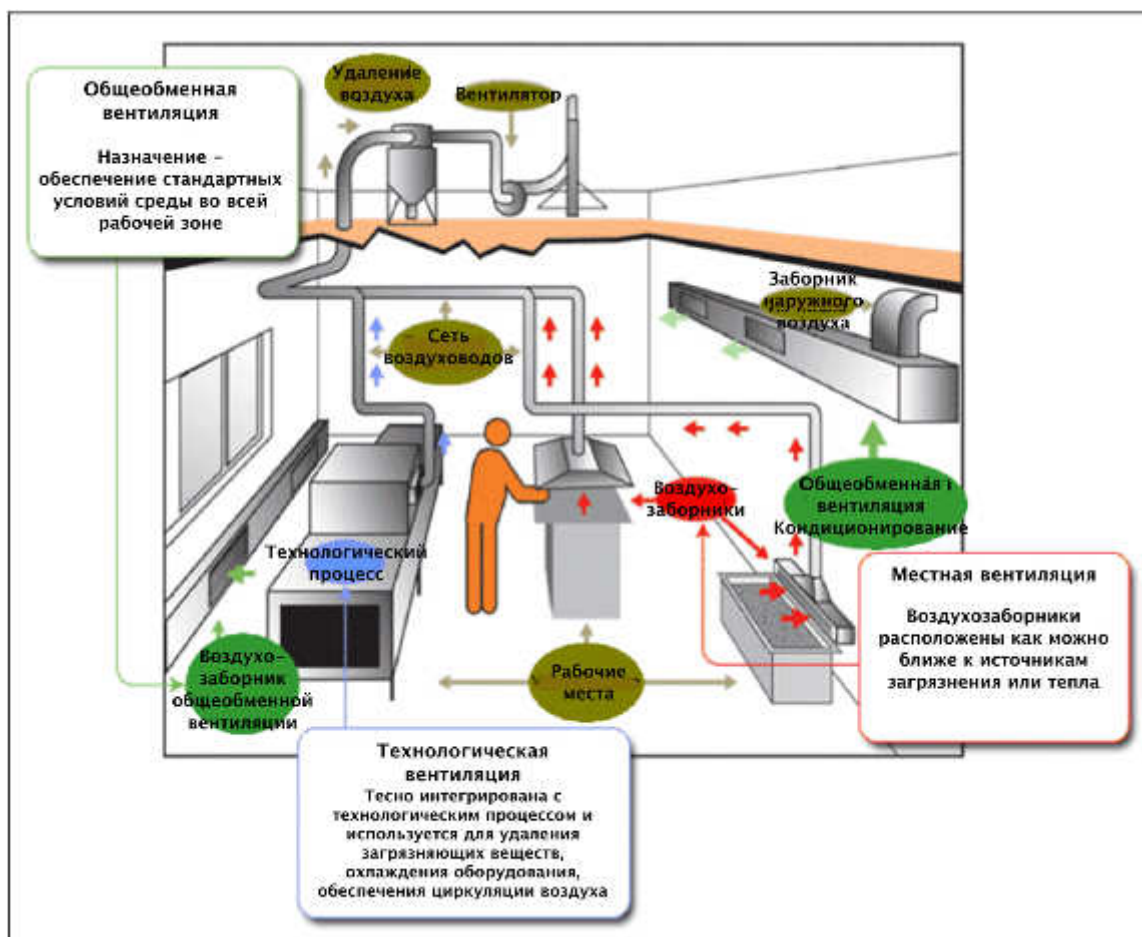 Удаление
воздуха
Вентилятор
Общеобменная
вентиляция
Назначение –
обеспечение стандартных
условий среды во всей
рабочей зоне
Заборник
наружного
воздуха
Сеть
воздуховодов
Воздухо-
заборники
Общеобменная
вентиляция
Кондиционирование
Технологический
процесс
Местная вентиляция
Воздухозаборники
расположены как можно
ближе к источникам
загрязнения или тепла
Воздухо-
заборник
общеобменной
вентиляции
Рабочие
места
Технологическая
вентиляция
Тесно интегрирована с
технологическим процессом и
используется для удаления
загрязняющих веществ,
охлаждения оборудования,
обеспечения циркуляции воздуха